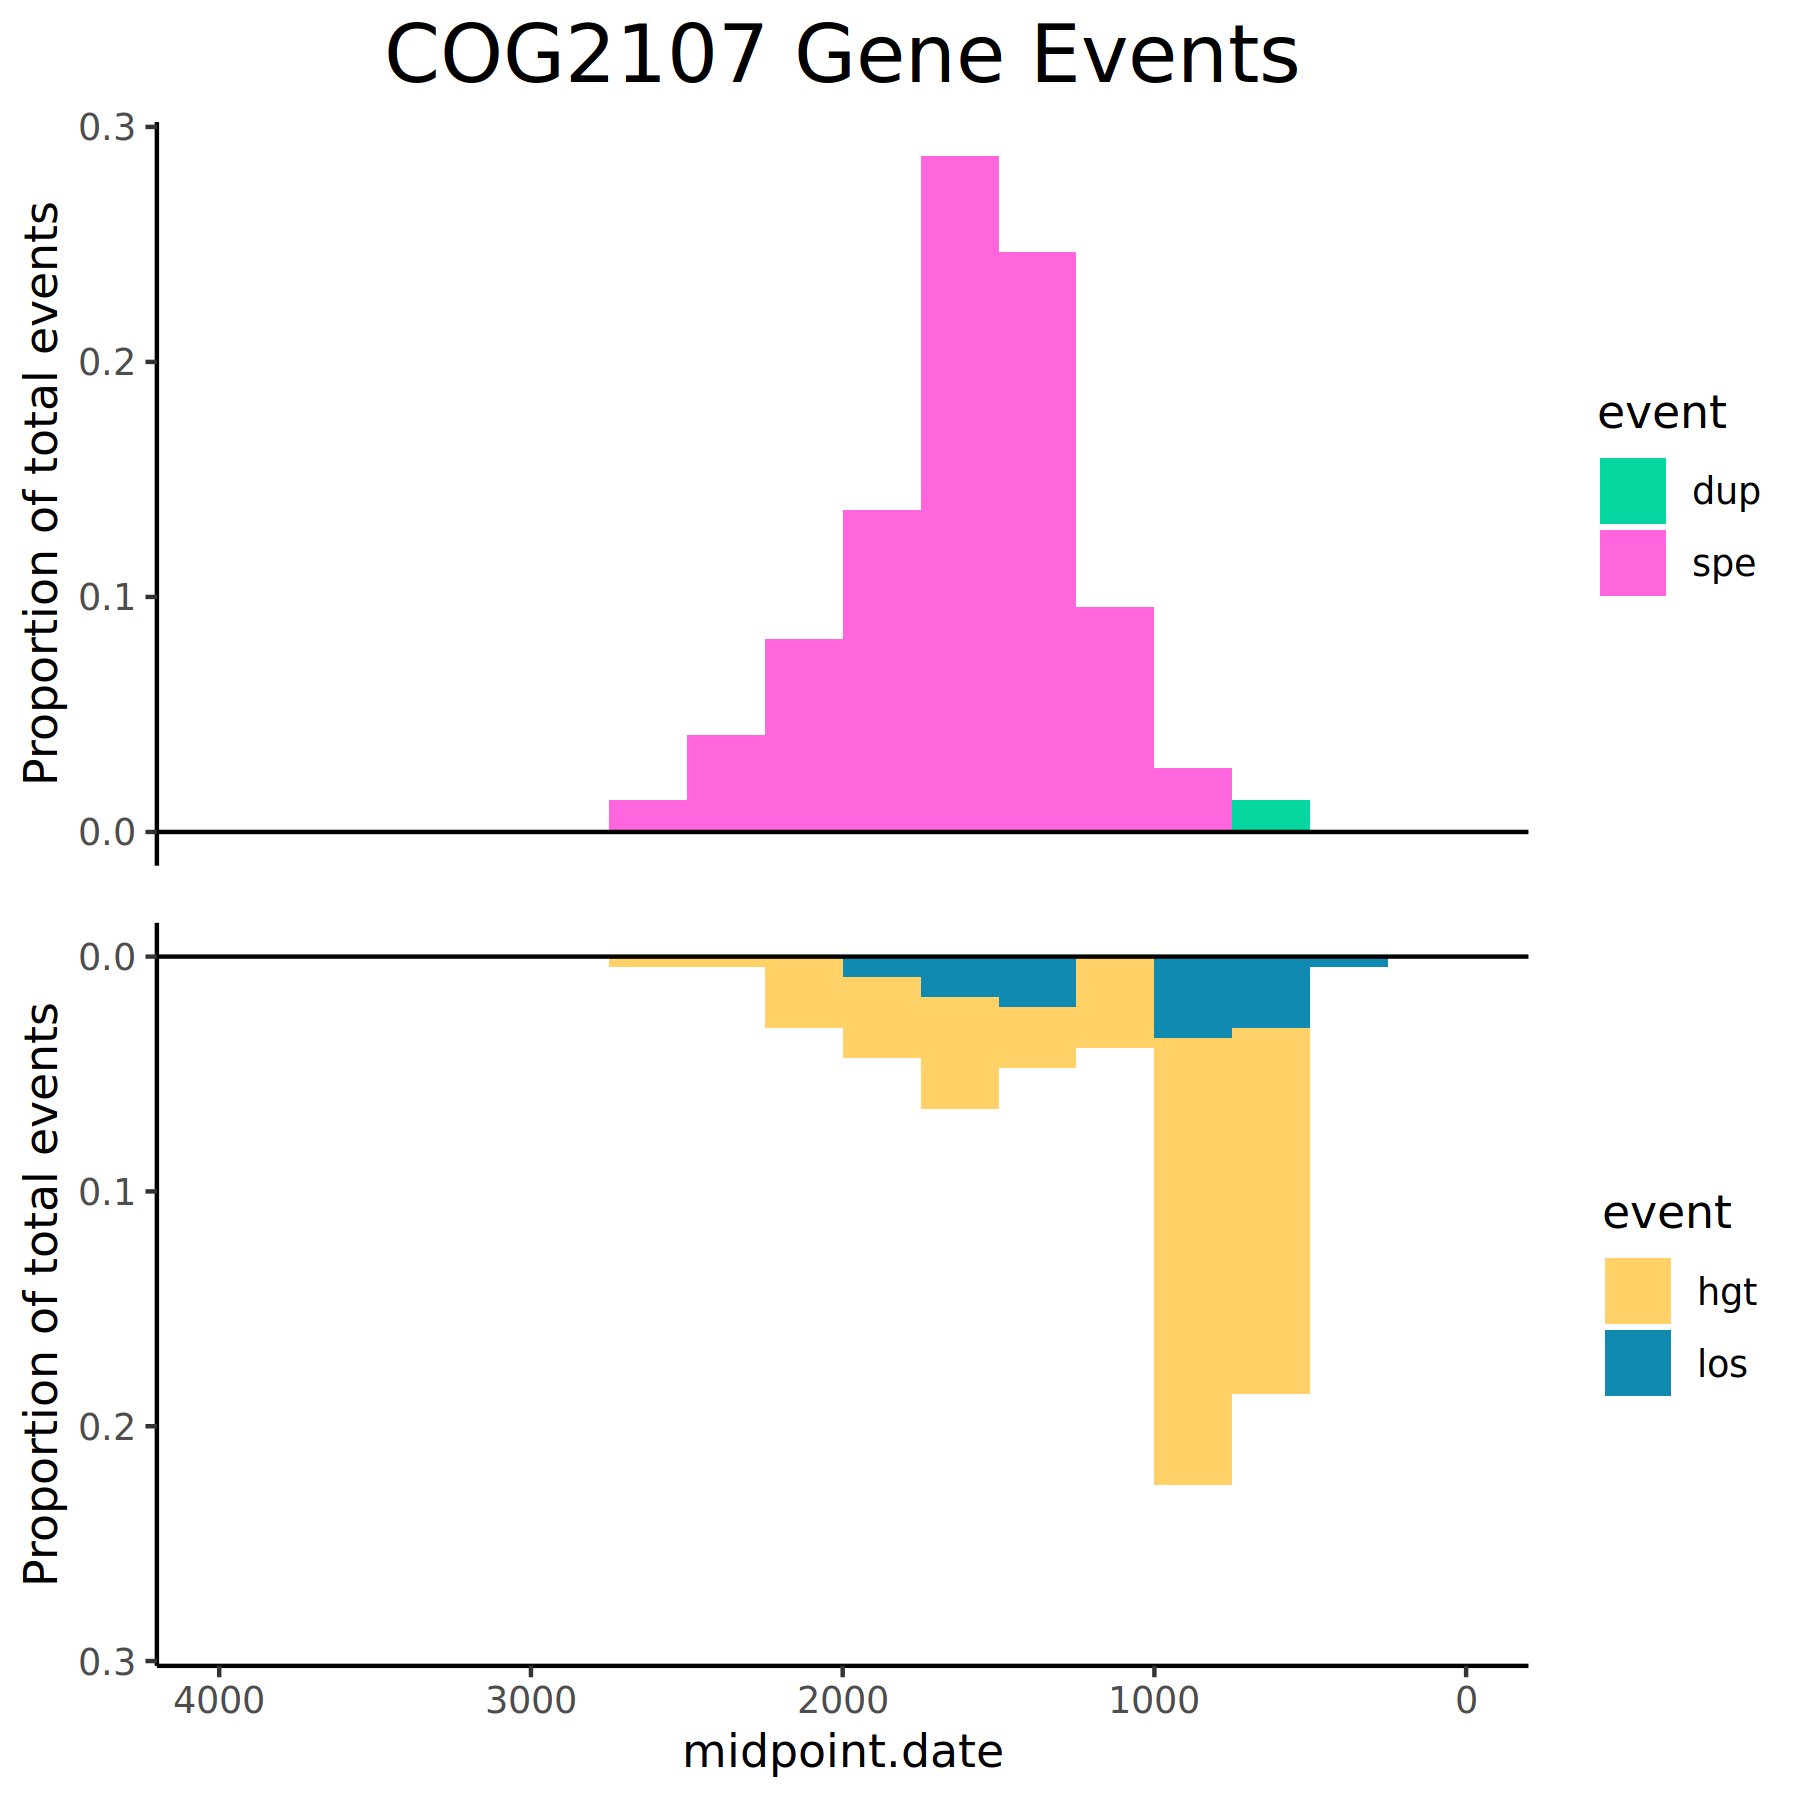 COG2107 Gene Events
0.3
0.2
0.1
0.0
Proportion of total events
event
dup
spe
0.0
0.1
0.2
0.3
Proportion of total events
event
hgt
los
4000 3000 2000 1000 0
midpoint.date